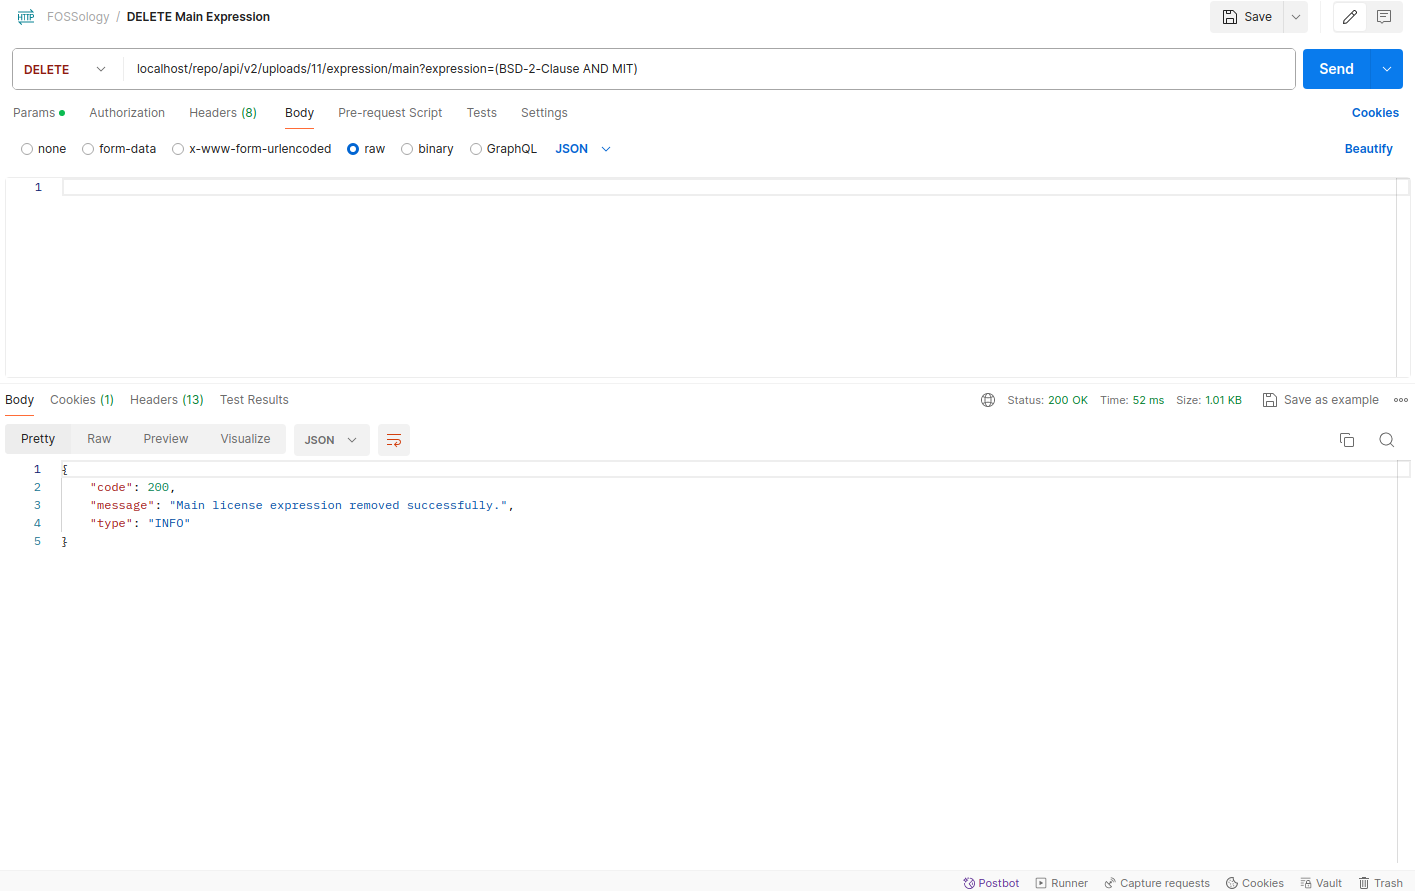 HTTP FOSSology / DELETE Main Expression Save
DELETE localhost/repo/api/v2/uploads/11/expression/main?expression=(BSD-2-Clause AND MIT) Send
Params Authorization Headers (8) Body Pre-request Script Tests Settings Cookies
none form-data x-www-form-urlencoded raw binary GraphQL JSON Beautify
1
Body Cookies (1) Headers (13) Test Results Status: 200 OK Time: 52 ms Size: 1.01 KB Save as example
Pretty Raw Preview Visualize JSON
1 {
2 "code": 200,
3 "message": "Main license expression removed successfully.",
4 "type": "INFO"
5 }
Postbot Runner Capture requests Cookies Vault Trash